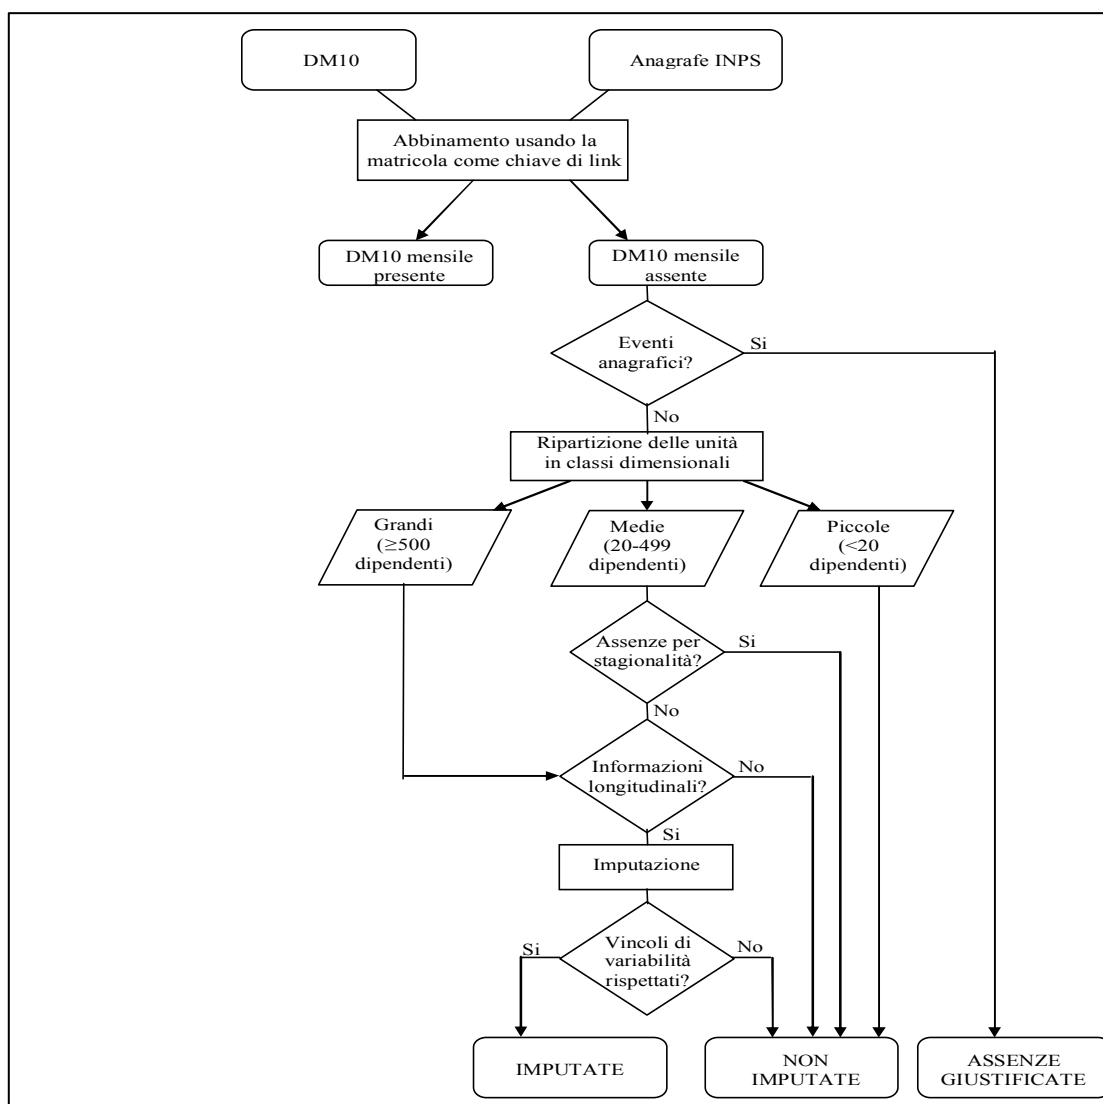 DM10
Anagrafe INPS
Abbinamento usando la
matricola come chiave di link
DM10 mensile
presente
DM10 mensile
assente
Eventi
anagrafici?
Si
No
Ripartizione delle unità
in classi dimensionali
Grandi
(≥500
dipendenti)
Medie
(20-499
dipendenti)
Piccole
(<20
dipendenti)
Assenze per
stagionalità?
Si
No
Informazioni
longitudinali?
No
Si
Imputazione
Si
Vincoli di
variabilità
rispettati?
No
IMPUTATE
NON
IMPUTATE
ASSENZE
GIUSTIFICATE